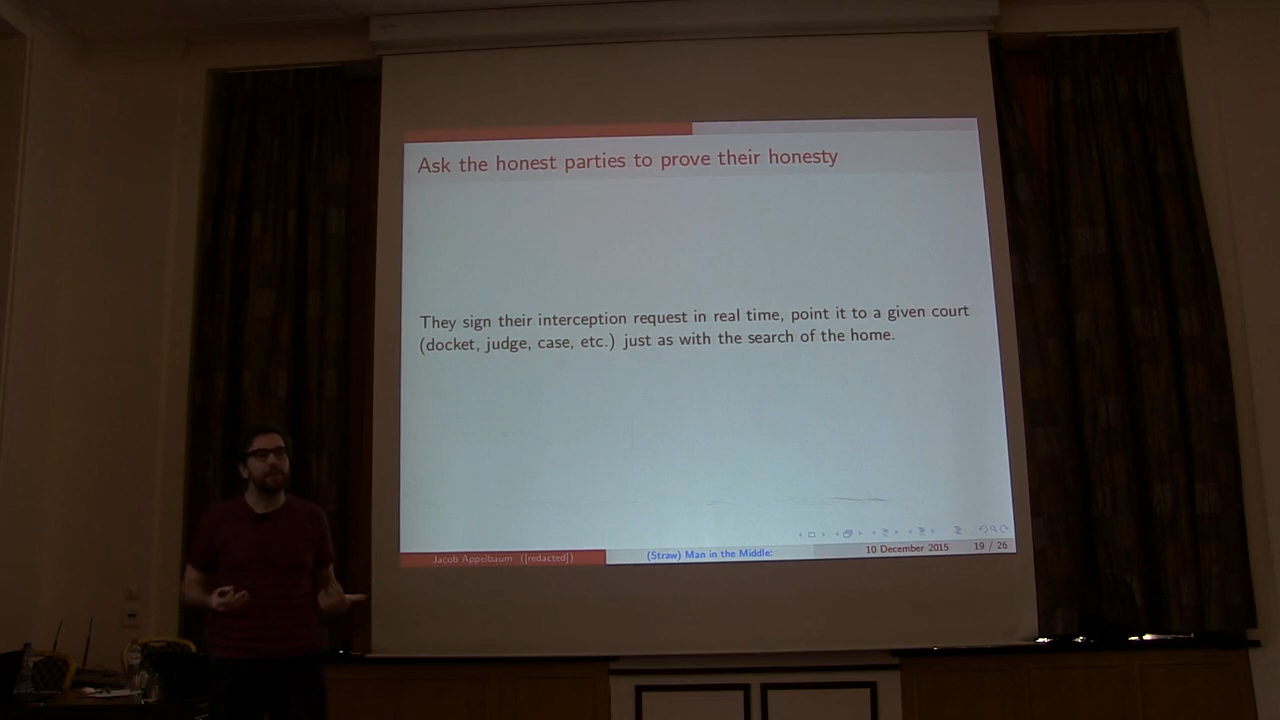 Ask the honest parties to prove their honesty
They sign their interception request in real time, point it to a given court
(docket, judge, case, etc.) just as with the search of the home.
Jacob Appelbaum ([redacted]) (Straw) Man in the Middle: 10 December 2015 19 / 26